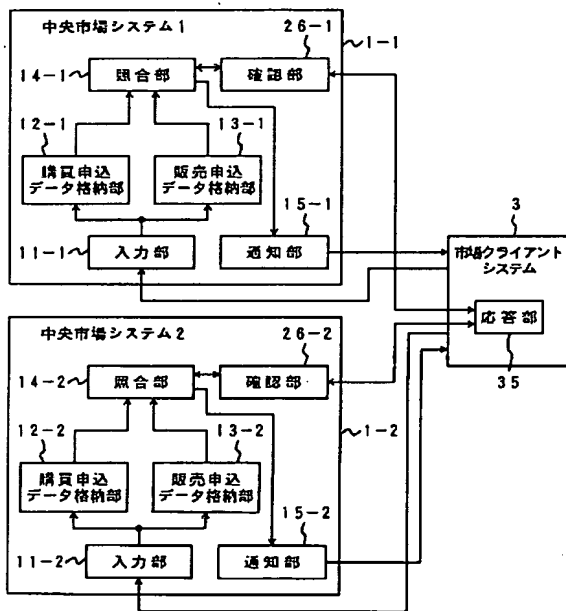 中央市場システム1
26-1
1-1
14-1
照合部
確認部
12-1
13-1
購買申込
データ格納部
販売申込
データ格納部
15-1
3
11-1
入力部
通知部
市場クライアント
システム
応答部
35
中央市場システム2
26-2
14-2
照合部
確認部
12-2
13-2
1-2
購買申込
データ格納部
販売申込
データ格納部
15-2
11-2
入力部
通知部